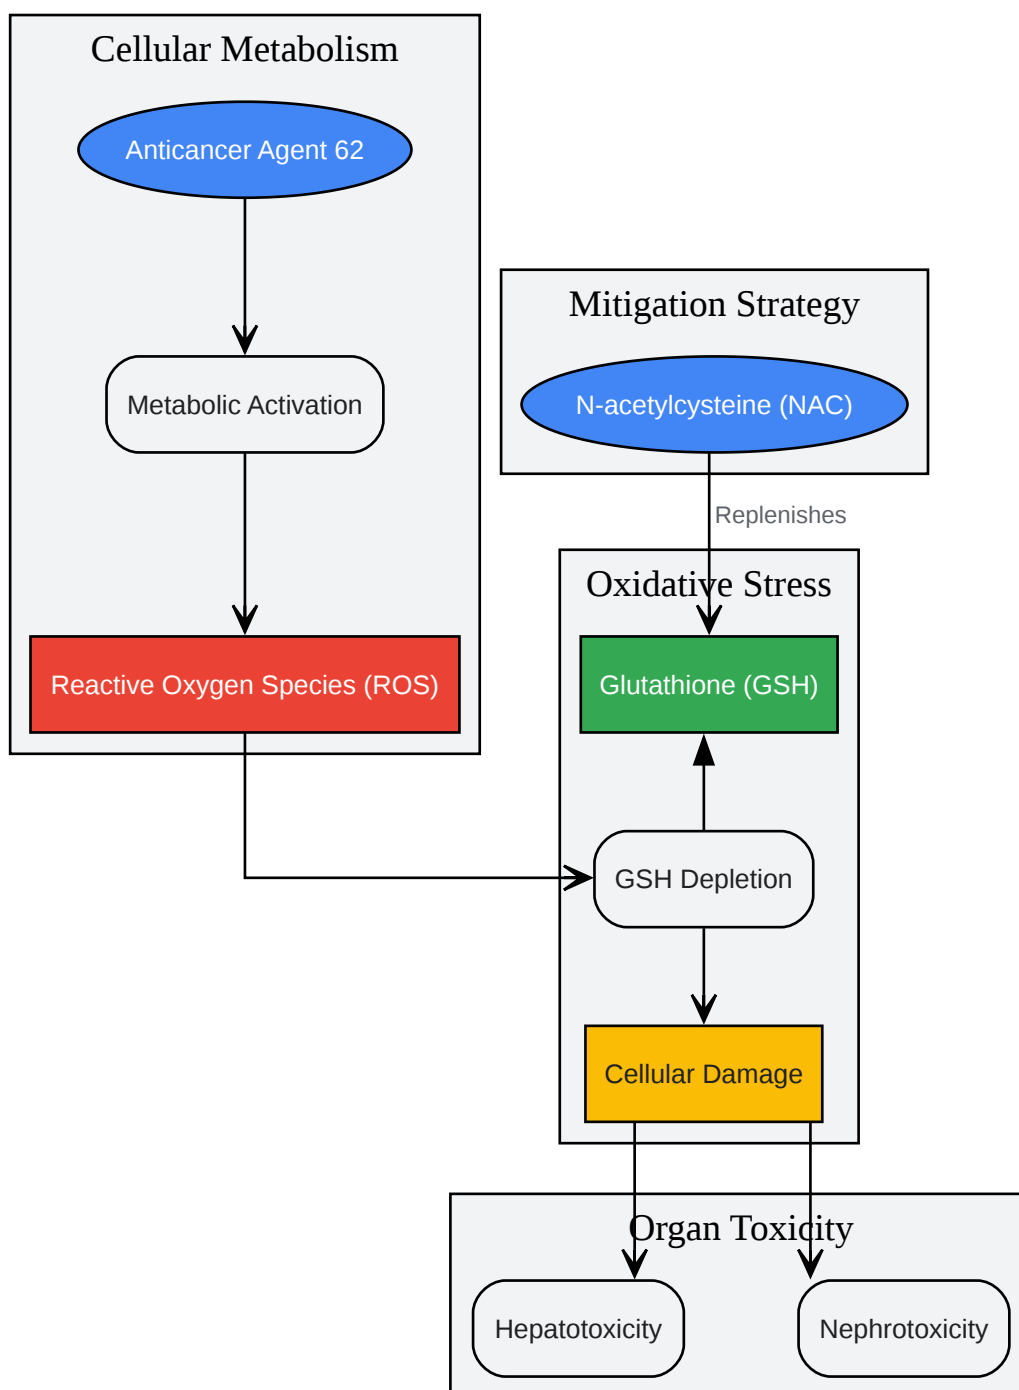 Cellular Metabolism
Anticancer Agent 62
Metabolic Activation
Reactive Oxygen Species (ROS)
Mitigation Strategy
N-acetylcysteine (NAC)
Replenishes
Oxidative Stress
Glutathione (GSH)
GSH Depletion
Cellular Damage
Organ Toxicity
Hepatotoxicity
Nephrotoxicity